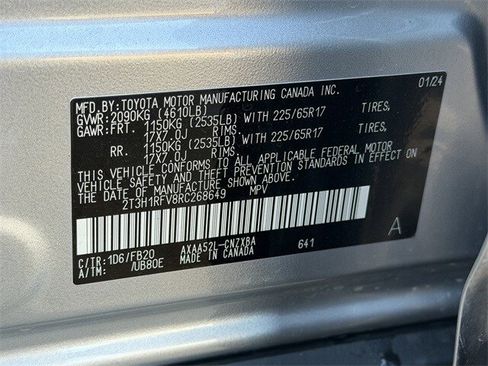 MFD.BY:TOYOTA MOTOR MANUFACTURING CANADA INC. 01/24
GVWR:2090KG(4610LB)
GAWR:FRT. 1150KG (2535LB)WITH 225/65R17 TIRES,
17X7.0J RIMS,
RR. 1150KG (2535LB)WITH 225/65R17 TIRES,
17X7.0J RIMS,
THIS VEHICLE CONFORMS TO ALL APPLICABLE FEDERAL MOTOR
VEHICLE SAFETY AND THEFT PREVENTION STANDARDS IN EFFECT ON
THE DATE OF MANUFACTURE SHOWN ABOVE.
2T3H1RFV8RC268649 MPV
C/TR:1D6/FB20 AXAA52L-CNZXBA 641 A
A/TM: /UB80E MADE IN CANADA